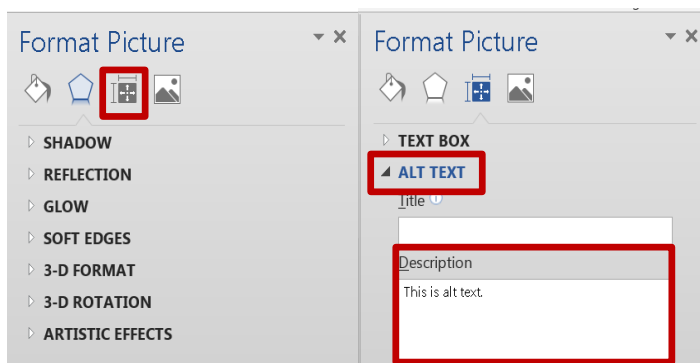 Format Picture
SHADOW
REFLECTION
GLOW
SOFT EDGES
3-D FORMAT
3-D ROTATION
ARTISTIC EFFECTS
Format Picture
TEXT BOX
ALT TEXT
Title
Description
This is alt text.